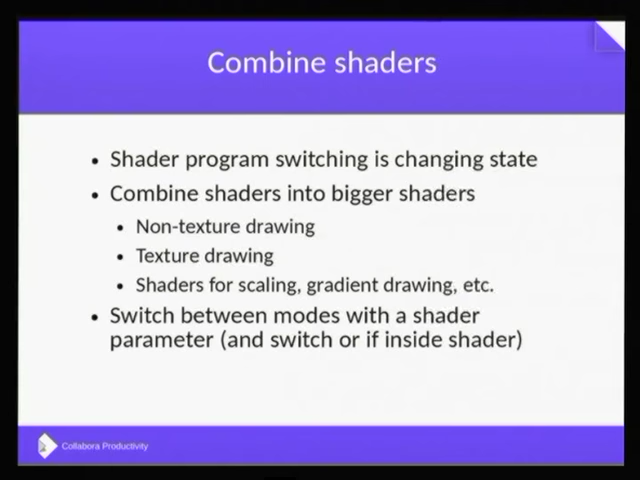 Combine shaders
• Shader program switching is changing state
• Combine shaders into bigger shaders
• Non-texture drawing
• Texture drawing
• Shaders for scaling, gradient drawing, etc.
• Switch between modes with a shader
parameter (and switch or if inside shader)
Collabora Productivity